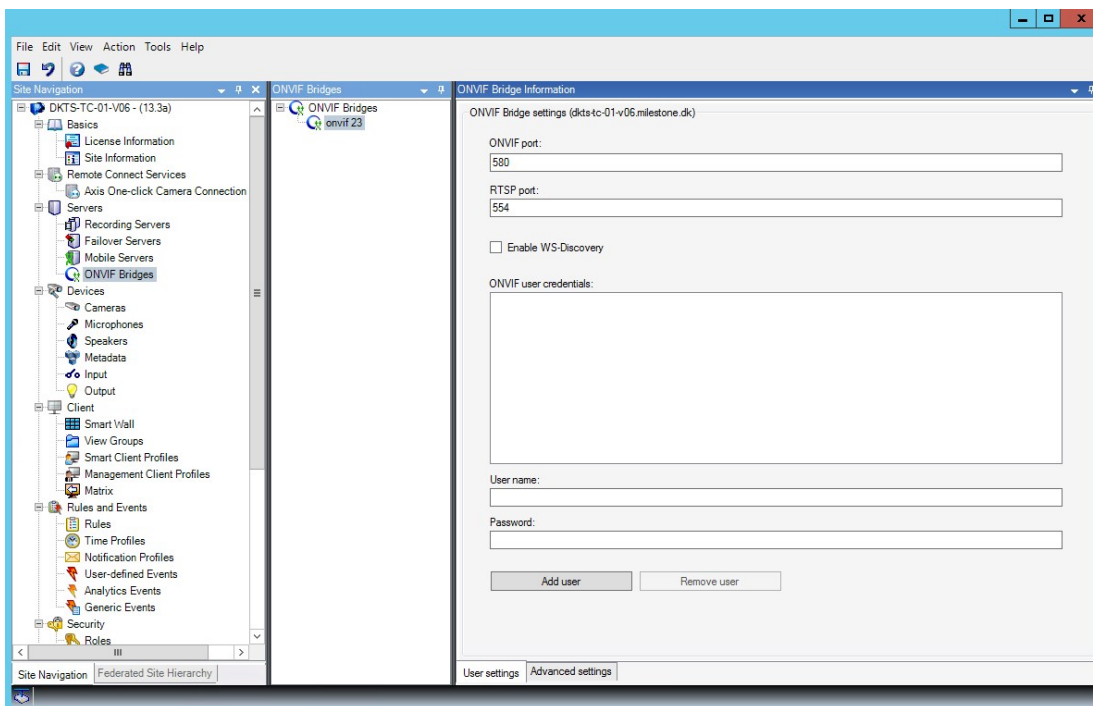 File Edit View Action Tools Help
Site Navigation
DKTS-TC-01-V06 - (13.3a)
Basics
License Information
Site Information
Remote Connect Services
Axis One-click Camera Connection
Servers
Recording Servers
Failover Servers
Mobile Servers
ONVIF Bridges
Devices
Cameras
Microphones
Speakers
Metadata
Input
Output
Client
Smart Wall
View Groups
Smart Client Profiles
Management Client Profiles
Matrix
Rules and Events
Rules
Time Profiles
Notification Profiles
User-defined Events
Analytics Events
Generic Events
Security
Roles
Site Navigation
Federated Site Hierarchy
ONVIF Bridges
ONVIF Bridges
onvif 23
ONVIF Bridge Information
ONVIF Bridge settings (dkts-tc-01-v06.milestone.dk)
ONVIF port:
580
RTSP port:
554
Enable WS-Discovery
ONVIF user credentials:
User name:
Password:
Add user
Remove user
User settings
Advanced settings